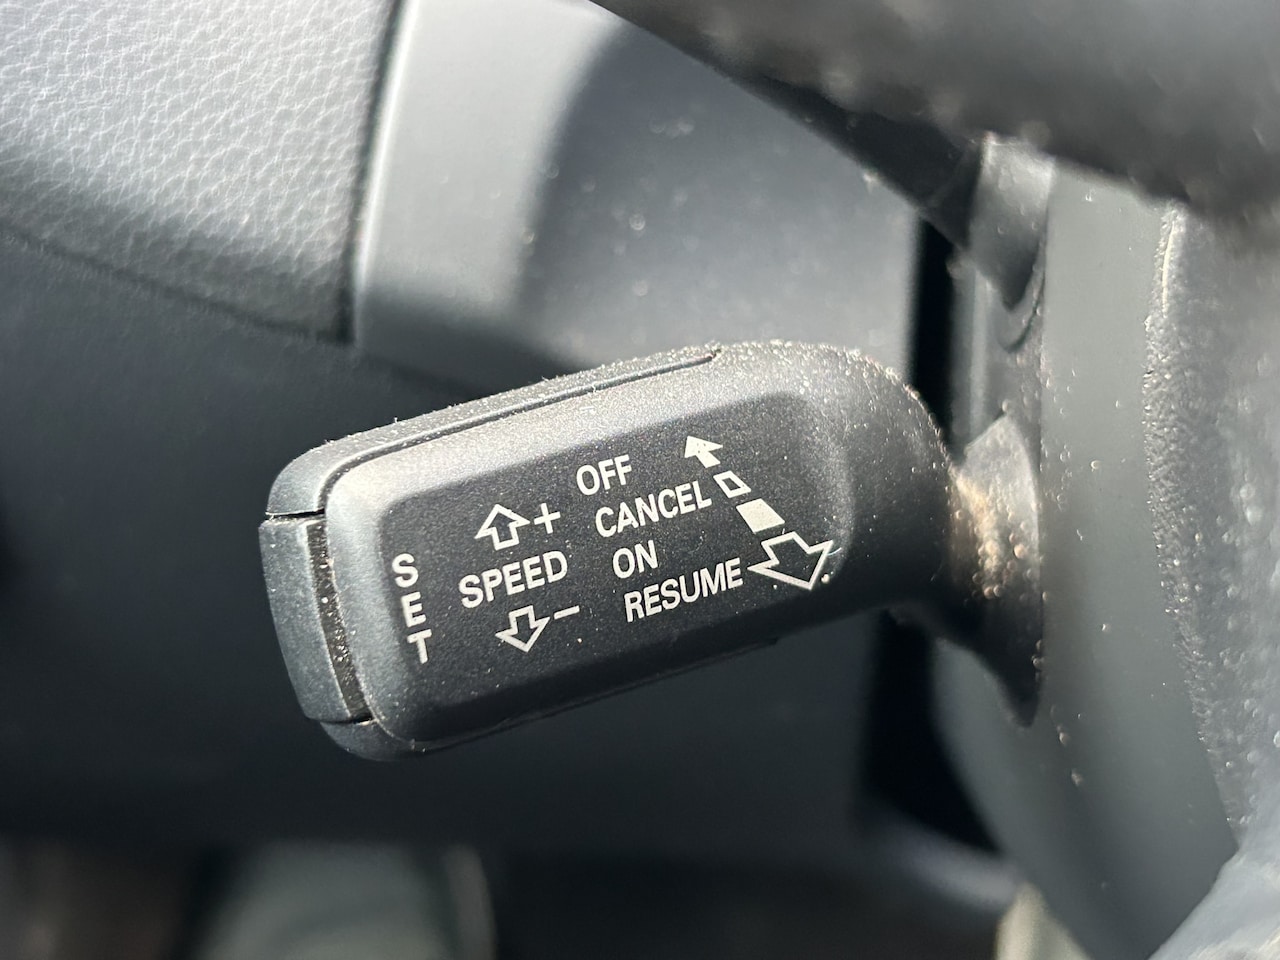 OFF
CANCEL
ON
RESUME
+
SPEED
−
SET